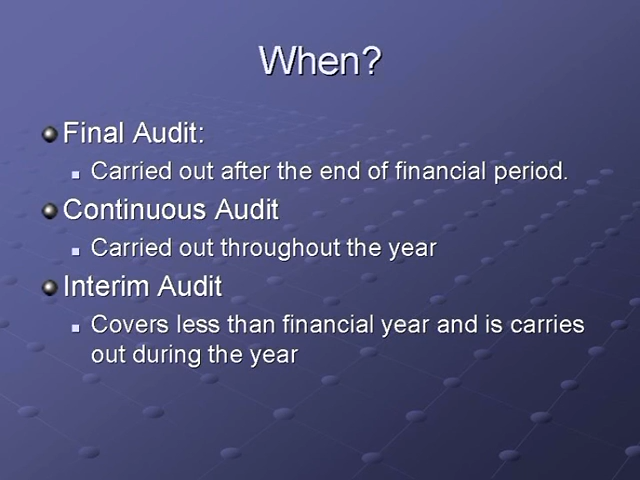 When?
Final Audit:
Carried out after the end of financial period.
Continuous Audit
Carried out throughout the year
Interim Audit
Covers less than financial year and is carries
out during the year